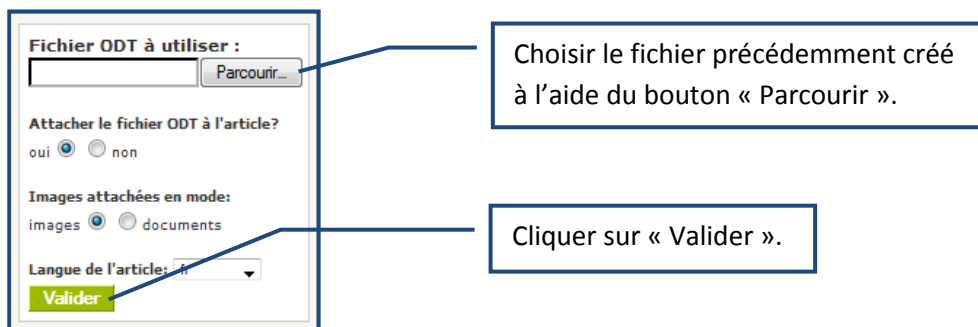 Fichier ODT à utiliser :
Parcourir...
Choisir le fichier précédemment créé
à l'aide du bouton « Parcourir ».
Attacher le fichier ODT à l'article?
oui non
Images attachées en mode:
images documents
Cliquer sur « Valider ».
Langue de l'article: fr
Valider